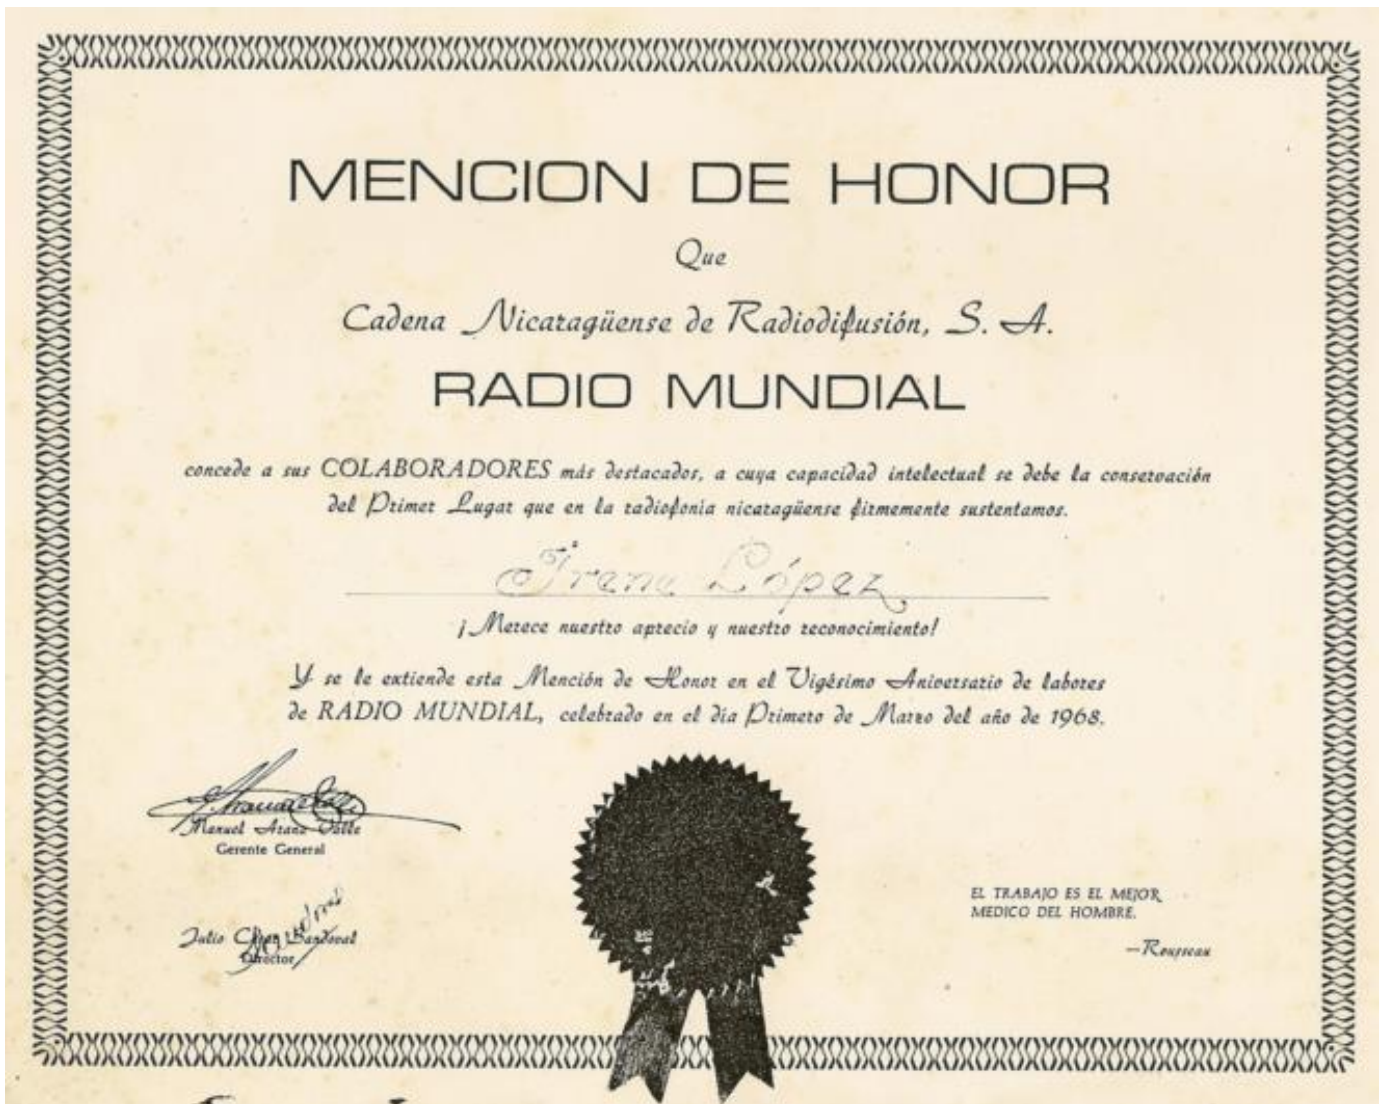 MENCION DE HONOR
Que
Cadena Nicaragüense de Radiodifusión, S. A.
RADIO MUNDIAL
concede a sus COLABORADORES más destacados, a cuya capacidad intelectual se debe la conservación
del Primer Lugar que en la radiofonía nicaragüense firmemente sustentamos.
Irene López
¡Merece nuestro aprecio y nuestro reconocimiento!
Y se le extiende esta Mención de Honor en el Vigésimo Aniversario de labores
de RADIO MUNDIAL, celebrado en el día Primero de Marzo del año de 1968.
Manuel Arana Valle
Gerente General
Julio César Sandoval
Director
EL TRABAJO ES EL MEJOR
MEDICO DEL HOMBRE.
—Rousseau